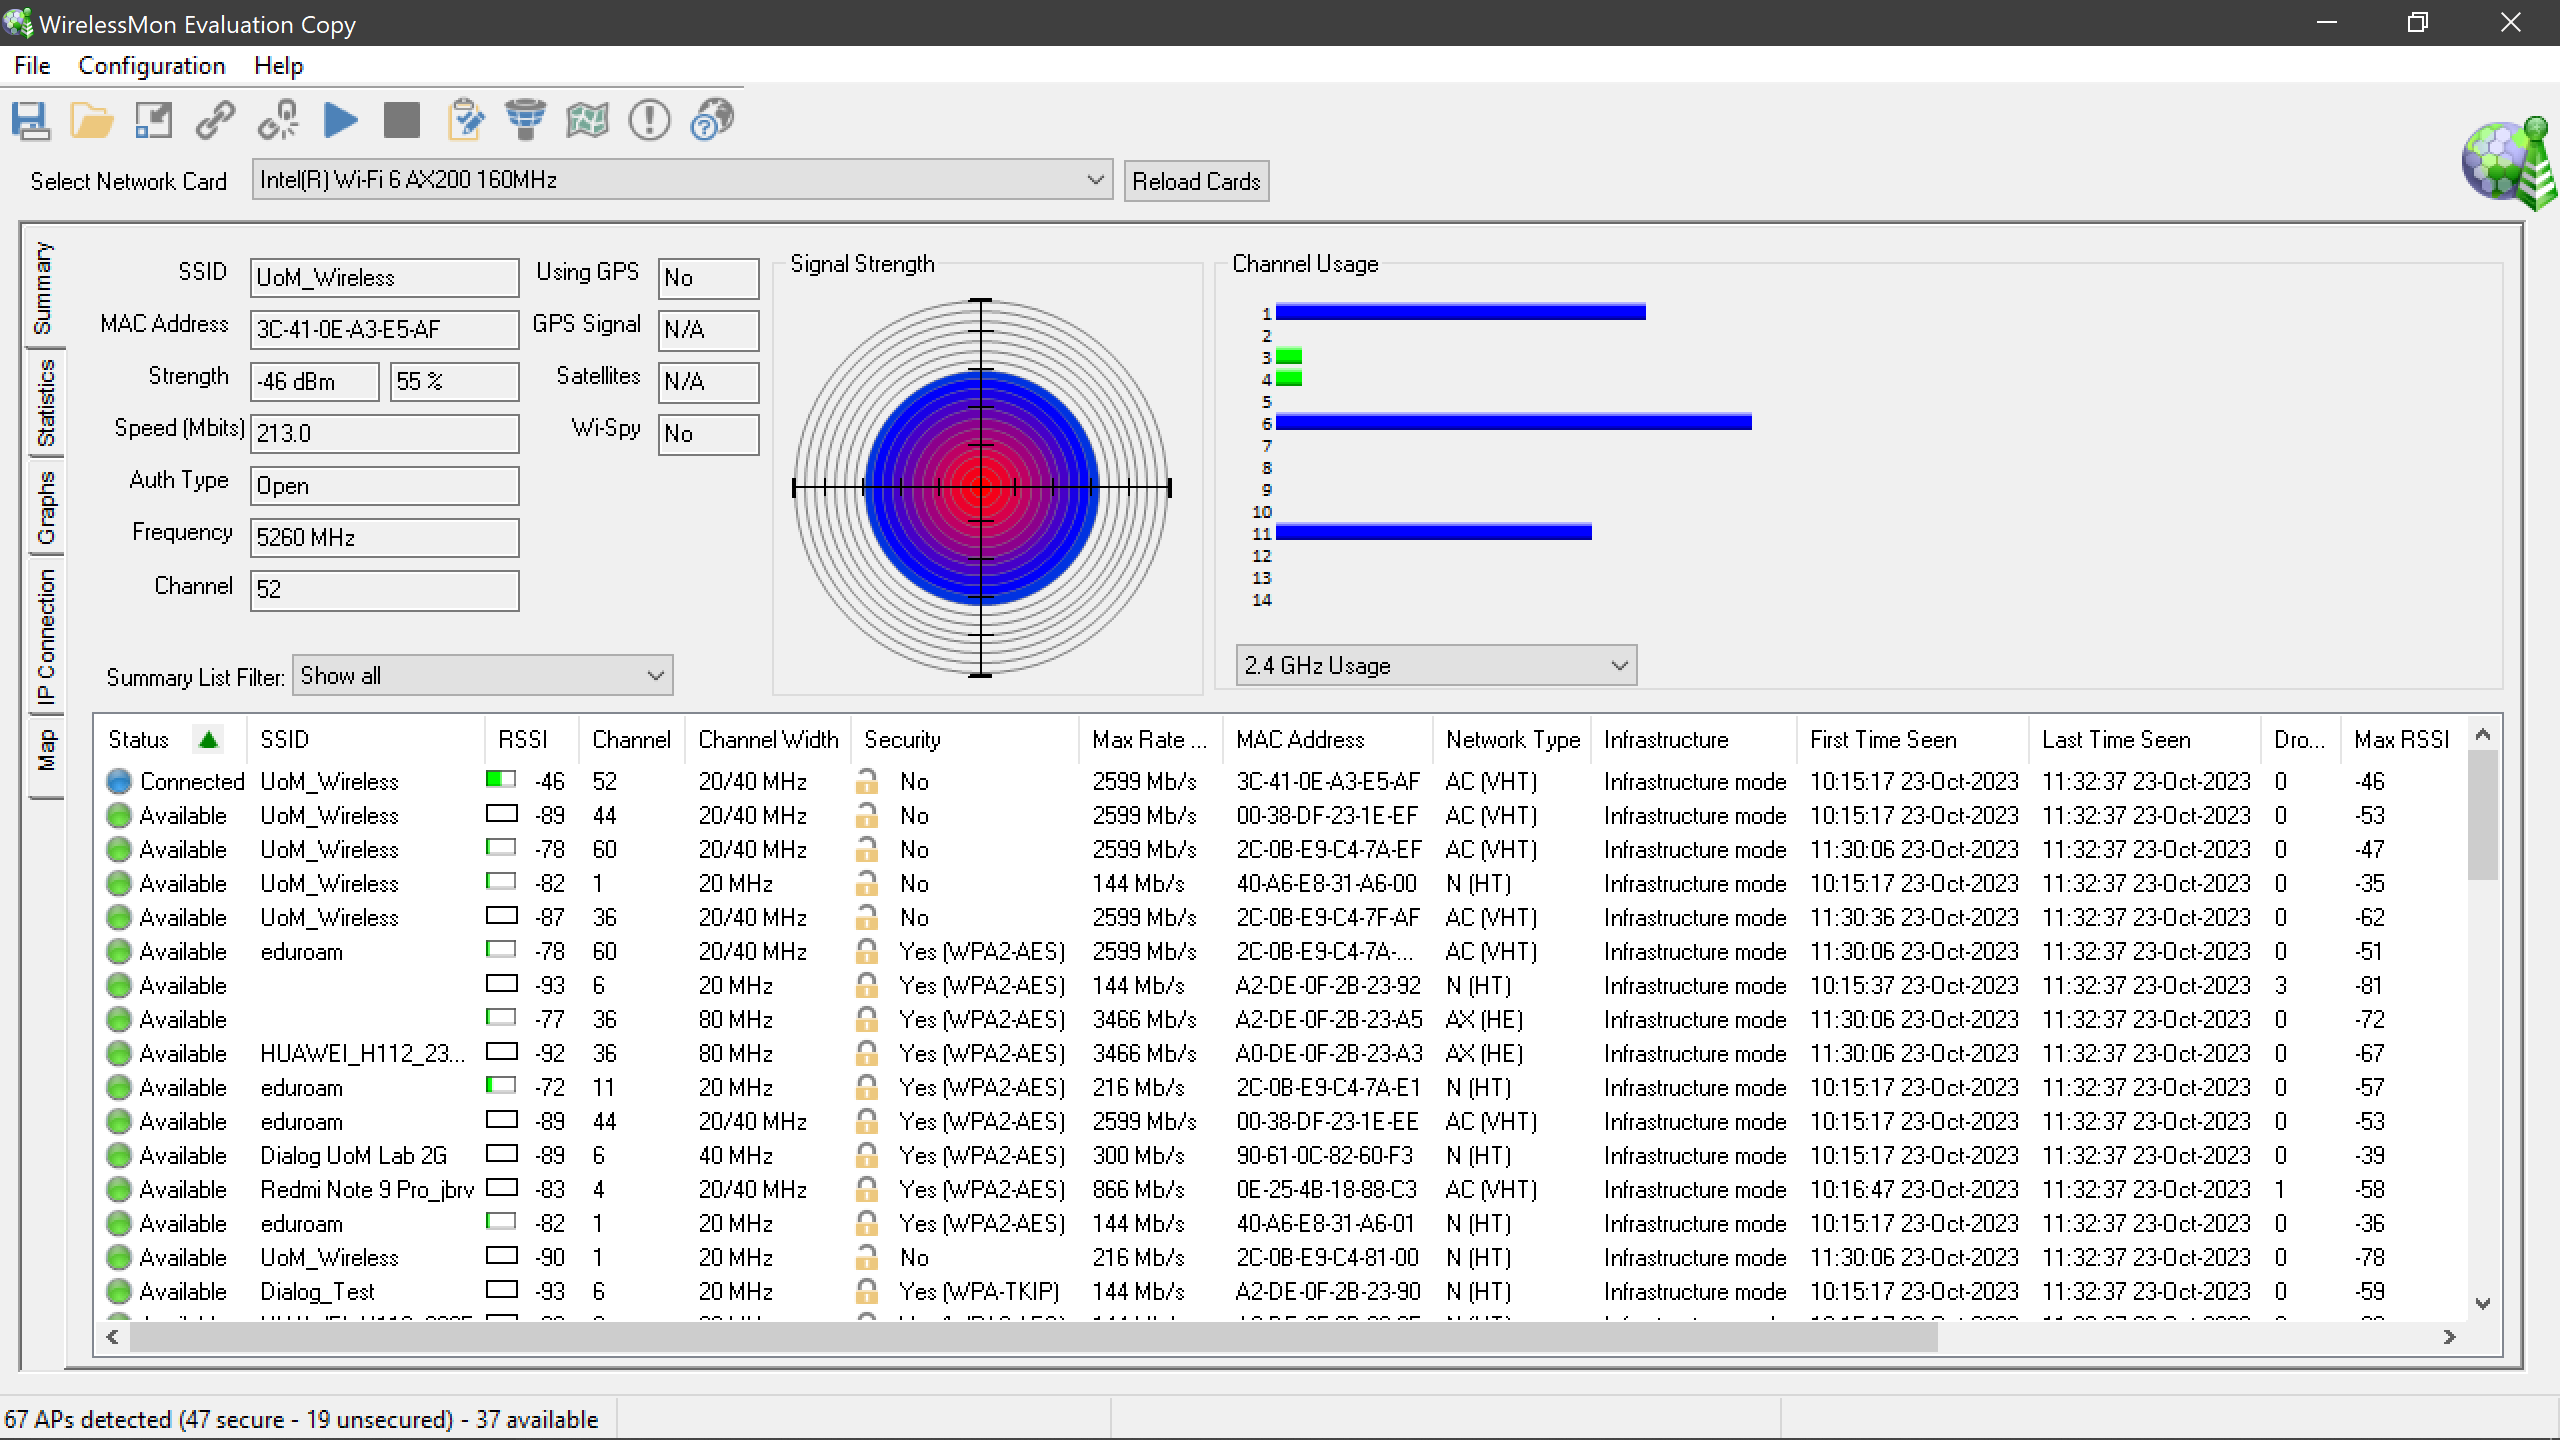 WirelessMon Evaluation Copy
File Configuration Help
Select Network Card Intel(R) Wi-Fi 6 AX200 160MHz Reload Cards
Summary
Statistics
Graphs
IP Connection
Map
SSID UoM_Wireless Using GPS No
MAC Address 3C-41-0E-A3-E5-AF GPS Signal N/A
Strength -46 dBm 55 % Satellites N/A
Speed (Mbits) 213.0 Wi-Spy No
Auth Type Open
Frequency 5260 MHz
Channel 52
Summary List Filter: Show all
Signal Strength
Channel Usage
1
2
3
4
5
6
7
8
9
10
11
12
13
14
2.4 GHz Usage
Status SSID RSSI Channel Channel Width Security Max Rate ... MAC Address Network Type Infrastructure First Time Seen Last Time Seen Dro... Max RSSI
Connected UoM_Wireless -46 52 20/40 MHz No 2599 Mb/s 3C-41-0E-A3-E5-AF AC (VHT) Infrastructure mode 10:15:17 23-Oct-2023 11:32:37 23-Oct-2023 0 -46
Available UoM_Wireless -89 44 20/40 MHz No 2599 Mb/s 00-38-DF-23-1E-EF AC (VHT) Infrastructure mode 10:15:17 23-Oct-2023 11:32:37 23-Oct-2023 0 -53
Available UoM_Wireless -78 60 20/40 MHz No 2599 Mb/s 2C-0B-E9-C4-7A-EF AC (VHT) Infrastructure mode 11:30:06 23-Oct-2023 11:32:37 23-Oct-2023 0 -47
Available UoM_Wireless -82 1 20 MHz No 144 Mb/s 40-A6-E8-31-A6-00 N (HT) Infrastructure mode 10:15:17 23-Oct-2023 11:32:37 23-Oct-2023 0 -35
Available UoM_Wireless -87 36 20/40 MHz No 2599 Mb/s 2C-0B-E9-C4-7F-AF AC (VHT) Infrastructure mode 11:30:36 23-Oct-2023 11:32:37 23-Oct-2023 0 -62
Available eduroam -78 60 20/40 MHz Yes (WPA2-AES) 2599 Mb/s 2C-0B-E9-C4-7A-... AC (VHT) Infrastructure mode 11:30:06 23-Oct-2023 11:32:37 23-Oct-2023 0 -51
Available -93 6 20 MHz Yes (WPA2-AES) 144 Mb/s A2-DE-0F-2B-23-92 N (HT) Infrastructure mode 10:15:37 23-Oct-2023 11:32:37 23-Oct-2023 3 -81
Available -77 36 80 MHz Yes (WPA2-AES) 3466 Mb/s A2-DE-0F-2B-23-A5 AX (HE) Infrastructure mode 11:30:06 23-Oct-2023 11:32:37 23-Oct-2023 0 -72
Available HUAWEI_H112_23... -92 36 80 MHz Yes (WPA2-AES) 3466 Mb/s A0-DE-0F-2B-23-A3 AX (HE) Infrastructure mode 11:30:06 23-Oct-2023 11:32:37 23-Oct-2023 0 -67
Available eduroam -72 11 20 MHz Yes (WPA2-AES) 216 Mb/s 2C-0B-E9-C4-7A-E1 N (HT) Infrastructure mode 10:15:17 23-Oct-2023 11:32:37 23-Oct-2023 0 -57
Available eduroam -89 44 20/40 MHz Yes (WPA2-AES) 2599 Mb/s 00-38-DF-23-1E-EE AC (VHT) Infrastructure mode 10:15:17 23-Oct-2023 11:32:37 23-Oct-2023 0 -53
Available Dialog UoM Lab 2G -89 6 40 MHz Yes (WPA2-AES) 300 Mb/s 90-61-0C-82-60-F3 N (HT) Infrastructure mode 10:15:17 23-Oct-2023 11:32:37 23-Oct-2023 0 -39
Available Redmi Note 9 Pro_jbrv -83 4 20/40 MHz Yes (WPA2-AES) 866 Mb/s 0E-25-4B-18-88-C3 AC (VHT) Infrastructure mode 10:16:47 23-Oct-2023 11:32:37 23-Oct-2023 1 -58
Available eduroam -82 1 20 MHz Yes (WPA2-AES) 144 Mb/s 40-A6-E8-31-A6-01 N (HT) Infrastructure mode 10:15:17 23-Oct-2023 11:32:37 23-Oct-2023 0 -36
Available UoM_Wireless -90 1 20 MHz No 216 Mb/s 2C-0B-E9-C4-81-00 N (HT) Infrastructure mode 11:30:06 23-Oct-2023 11:32:37 23-Oct-2023 0 -78
Available Dialog_Test -93 6 20 MHz Yes (WPA-TKIP) 144 Mb/s A2-DE-0F-2B-23-90 N (HT) Infrastructure mode 10:15:17 23-Oct-2023 11:32:37 23-Oct-2023 0 -59
67 APs detected (47 secure - 19 unsecured) - 37 available